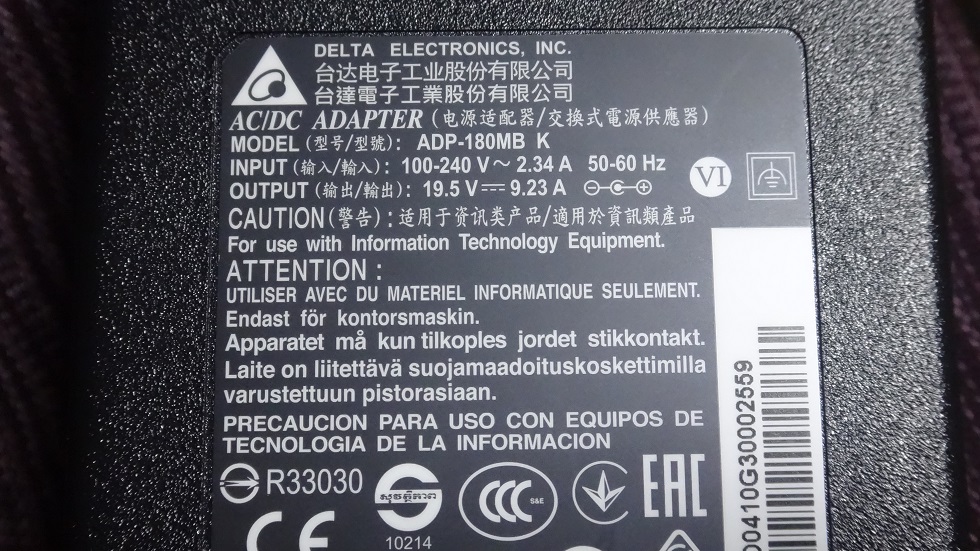 DELTA ELECTRONICS, INC.
台达电子工业股份有限公司
台達電子工業股份有限公司
AC/DC ADAPTER (电源适配器/交換式電源供應器)
MODEL (型号/型號): ADP-180MB K
INPUT (输入/輸入): 100-240 V~ 2.34 A 50-60 Hz
OUTPUT (输出/輸出): 19.5 V⎓ 9.23 A
VI
CAUTION (警告): 适用于资讯类产品/適用於資訊類產品
For use with Information Technology Equipment.
ATTENTION :
UTILISER AVEC DU MATERIEL INFORMATIQUE SEULEMENT.
Endast för kontorsmaskin.
Apparatet må kun tilkoples jordet stikkontakt.
Laite on liitettävä suojamaadoituskoskettimilla
varustettuun pistorasiaan.
PRECAUCION PARA USO CON EQUIPOS DE
TECNOLOGIA DE LA INFORMACION
R33030
CCC S&E
EAC
CE
10214
0410G30002559